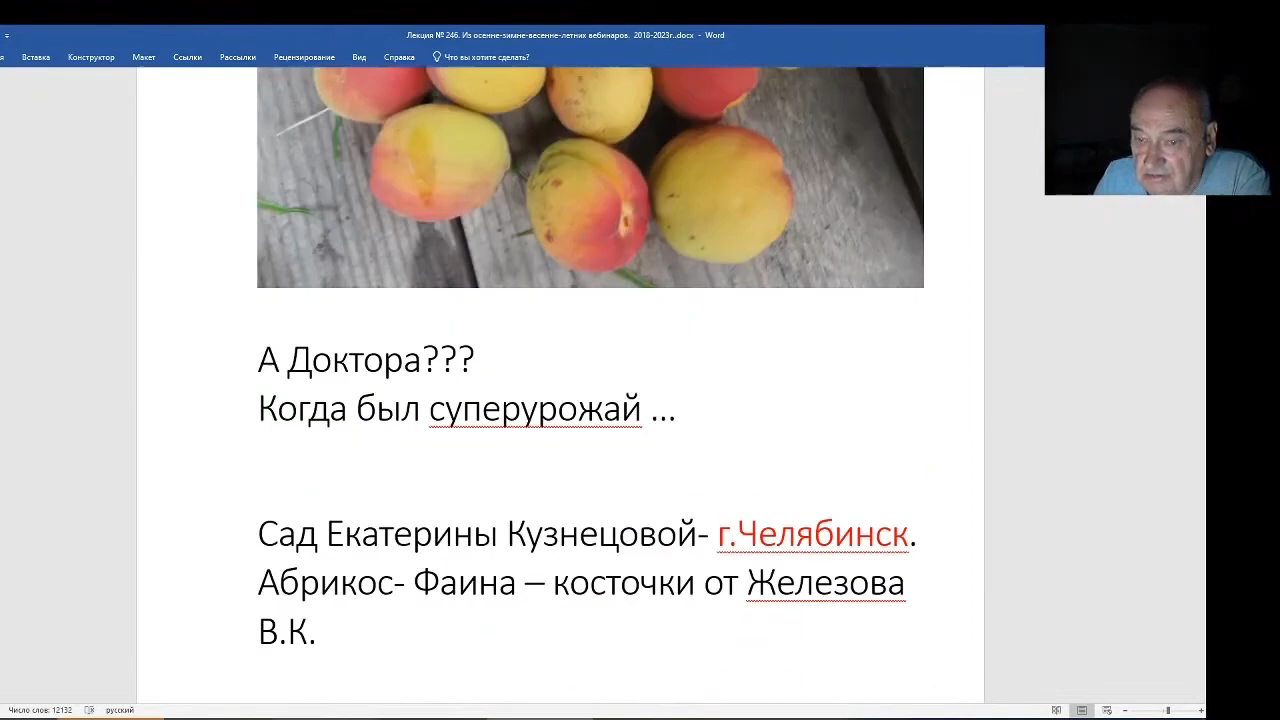 Лекция № 246. Из осенне-зимне-весенне-летних вебинаров. 2018-2023г..docx - Word
Вставка Конструктор Макет Ссылки Рассылки Рецензирование Вид Справка Что вы хотите сделать?
А Доктора???
Когда был суперурожай ...
Сад Екатерины Кузнецовой- г.Челябинск.
Абрикос- Фаина – косточки от Железова
В.К.
Число слов: 12132 русский